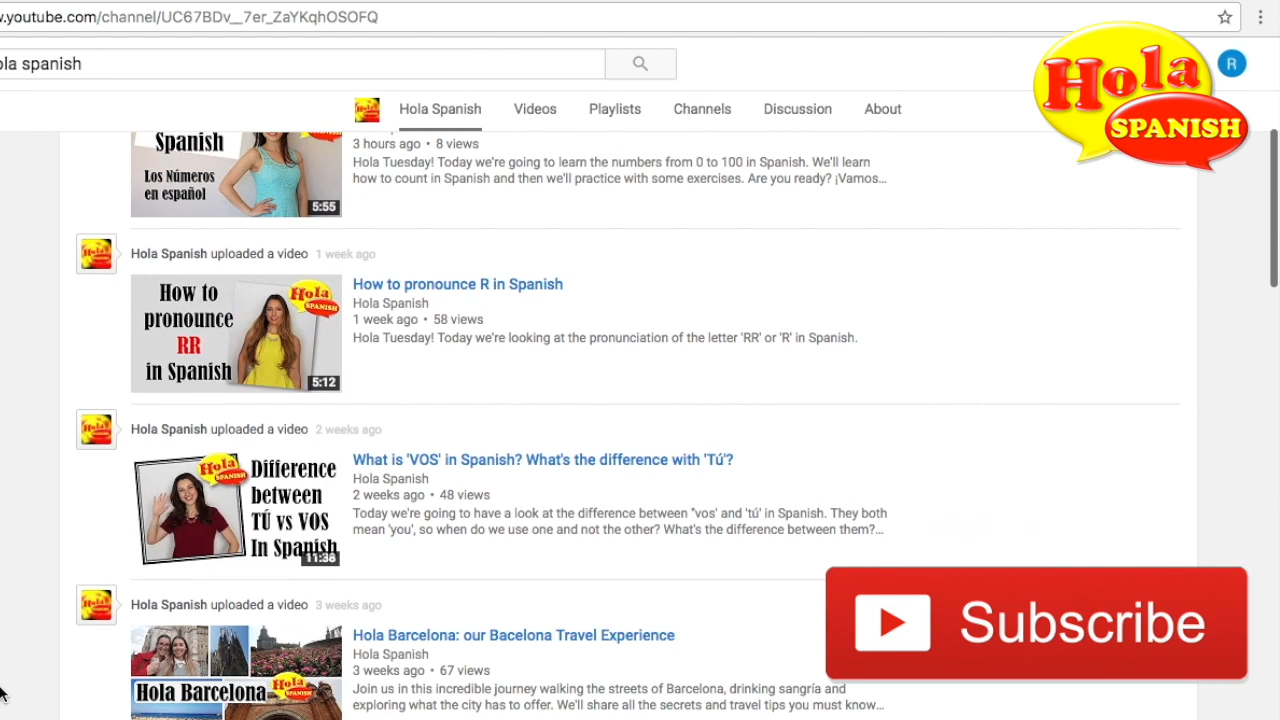 w.youtube.com/channel/UC67BDv__7er_ZaYKqhOSOFQ
ola spanish
R
Hola
SPANISH
Hola Spanish Videos Playlists Channels Discussion About
Spanish
Los Números
en español
5:55
3 hours ago • 8 views
Hola Tuesday! Today we're going to learn the numbers from 0 to 100 in Spanish. We'll learn
how to count in Spanish and then we'll practice with some exercises. Are you ready? ¡Vamos...
Hola Spanish uploaded a video 1 week ago
How to
pronounce
RR
in Spanish
Hola
SPANISH
5:12
How to pronounce R in Spanish
Hola Spanish
1 week ago • 58 views
Hola Tuesday! Today we're looking at the pronunciation of the letter 'RR' or 'R' in Spanish.
Hola Spanish uploaded a video 2 weeks ago
Hola
SPANISH
Difference
between
TÚ vs VOS
In Spanish
11:36
What is 'VOS' in Spanish? What's the difference with 'Tú'?
Hola Spanish
2 weeks ago • 48 views
Today we're going to have a look at the difference between "vos' and 'tú' in Spanish. They both
mean 'you', so when do we use one and not the other? What's the difference between them?...
Hola Spanish uploaded a video 3 weeks ago
Hola Barcelona
Hola
SPANISH
Hola Barcelona: our Bacelona Travel Experience
Hola Spanish
3 weeks ago • 67 views
Join us in this incredible journey walking the streets of Barcelona, drinking sangría and
exploring what the city has to offer. We'll share all the secrets and travel tips you must know...
Subscribe